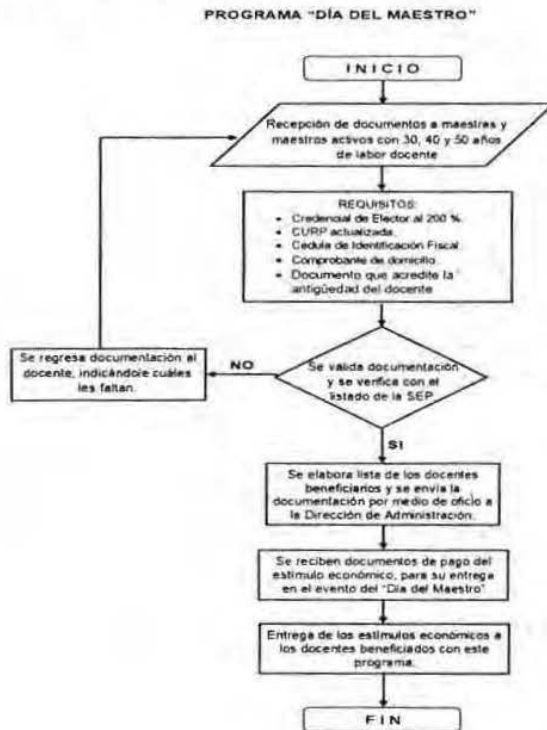 PROGRAMA "DÍA DEL MAESTRO"
INICIO
Recepción de documentos a maestras y
maestros activos con 30, 40 y 50 años
de labor docente
REQUISITOS:
• Credencial de Elector al 200 %.
• CURP actualizada.
• Cédula de Identificación Fiscal.
• Comprobante de domicilio.
• Documento que acredite la
antigüedad del docente
Se regresa documentación al
docente, indicándole cuáles
les faltan.
NO
Se valida documentación
y se verifica con el
listado de la SEP.
SI
Se elabora lista de los docentes
beneficiarios y se envía la
documentación por medio de oficio a
la Dirección de Administración.
Se reciben documentos de pago del
estímulo económico, para su entrega
en el evento del "Día del Maestro"
Entrega de los estímulos económicos a
los docentes beneficiados con este
programa.
FIN